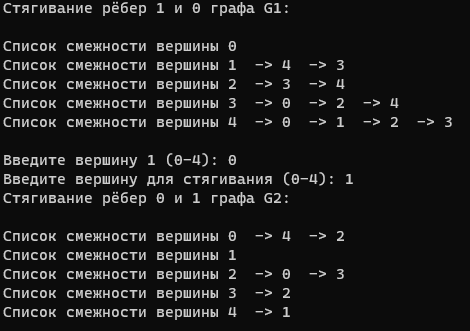 Стягивание рёбер 1 и 0 графа G1:
Список смежности вершины 0
Список смежности вершины 1  -> 4  -> 3
Список смежности вершины 2  -> 3  -> 4
Список смежности вершины 3  -> 0  -> 2  -> 4
Список смежности вершины 4  -> 0  -> 1  -> 2  -> 3
Введите вершину 1 (0-4): 0
Введите вершину для стягивания (0-4): 1
Стягивание рёбер 0 и 1 графа G2:
Список смежности вершины 0  -> 4  -> 2
Список смежности вершины 1
Список смежности вершины 2  -> 0  -> 3
Список смежности вершины 3  -> 2
Список смежности вершины 4  -> 1